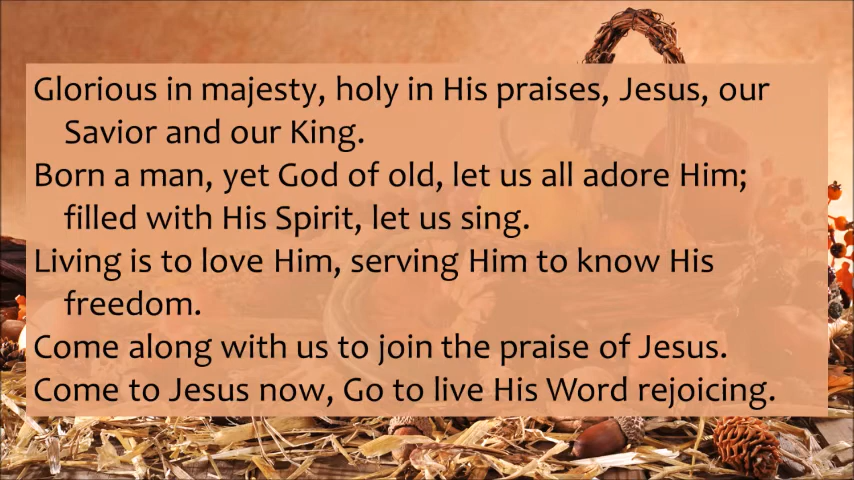 Glorious in majesty, holy in His praises, Jesus, our
Savior and our King.
Born a man, yet God of old, let us all adore Him;
filled with His Spirit, let us sing.
Living is to love Him, serving Him to know His
freedom.
Come along with us to join the praise of Jesus.
Come to Jesus now, Go to live His Word rejoicing.